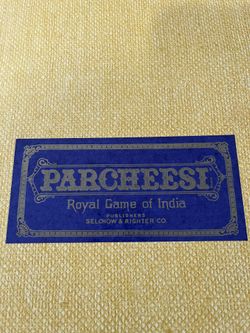 PARCHEESI
Royal Game of India
PUBLISHERS
SELCHOW & RIGHTER CO.